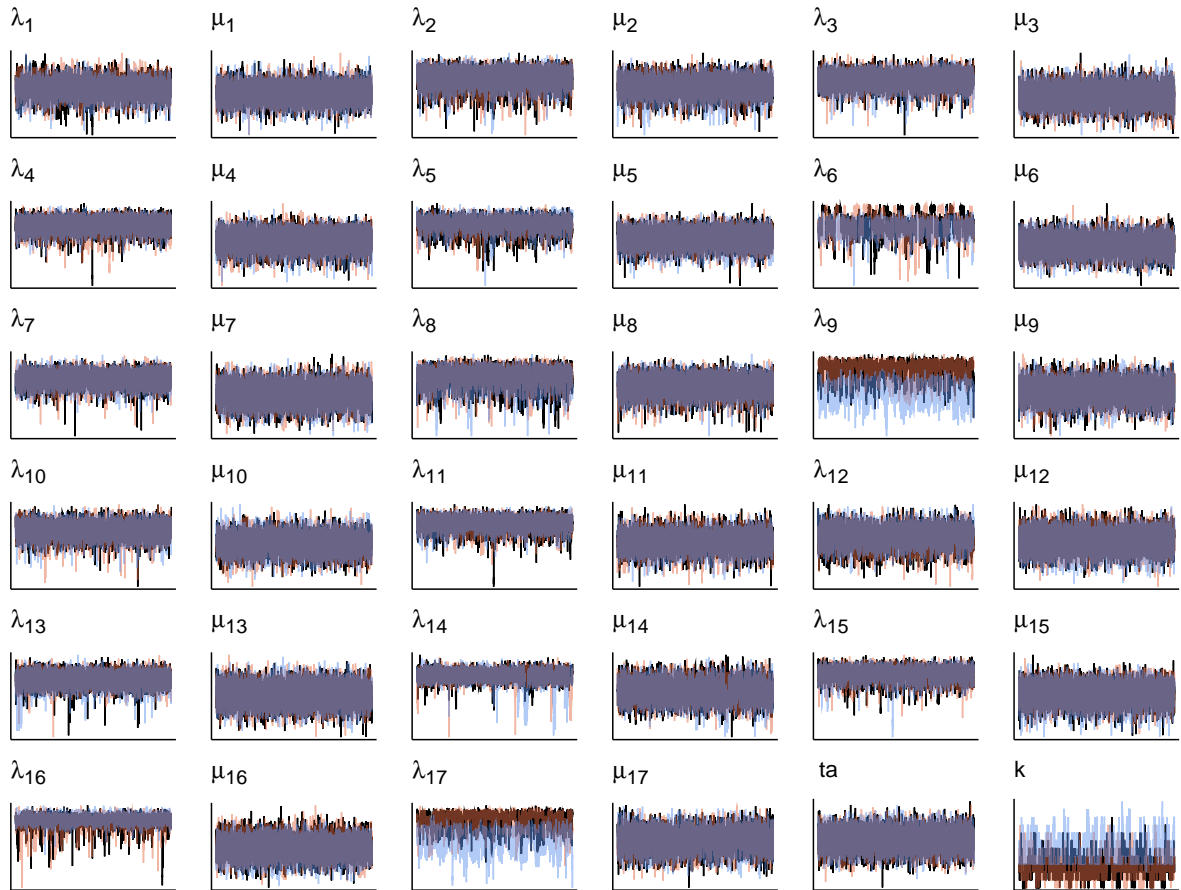 λ1 μ1 λ2 μ2 λ3 μ3
λ4 μ4 λ5 μ5 λ6 μ6
λ7 μ7 λ8 μ8 λ9 μ9
λ10 μ10 λ11 μ11 λ12 μ12
λ13 μ13 λ14 μ14 λ15 μ15
λ16 μ16 λ17 μ17 ta k